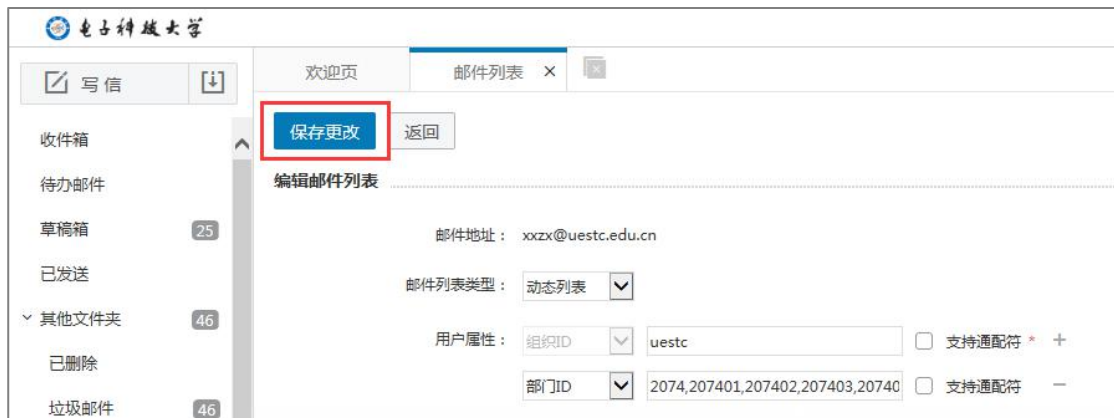 电子科技大学
写信
欢迎页
邮件列表
保存更改
返回
收件箱
待办邮件
草稿箱 25
已发送
其他文件夹 46
已删除
垃圾邮件 46
编辑邮件列表
邮件地址： xxzx@uestc.edu.cn
邮件列表类型： 动态列表
用户属性： 组织ID uestc 支持通配符 * +
部门ID 2074,207401,207402,207403,20740 支持通配符 −